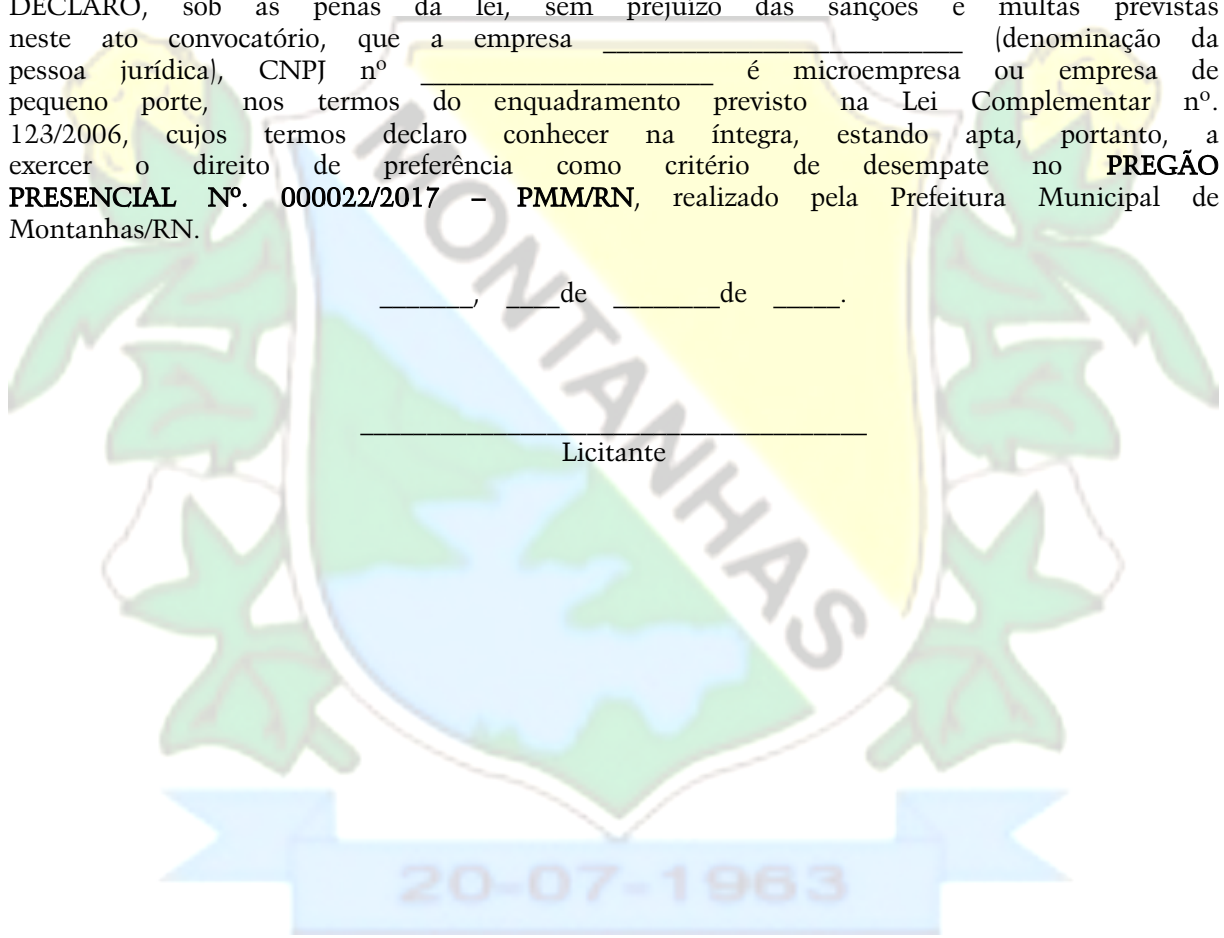 DECLARO, sob as penas da lei, sem prejuízo das sanções e multas previstas
neste ato convocatório, que a empresa ___________________________ (denominação da
pessoa jurídica), CNPJ nº ______________________ é microempresa ou empresa de
pequeno porte, nos termos do enquadramento previsto na Lei Complementar nº.
123/2006, cujos termos declaro conhecer na íntegra, estando apta, portanto, a
exercer o direito de preferência como critério de desempate no PREGÃO
PRESENCIAL Nº. 000022/2017 – PMM/RN, realizado pela Prefeitura Municipal de
Montanhas/RN.
_______, ____de ________de _____.
______________________________________
Licitante
MONTANHAS
20-07-1963